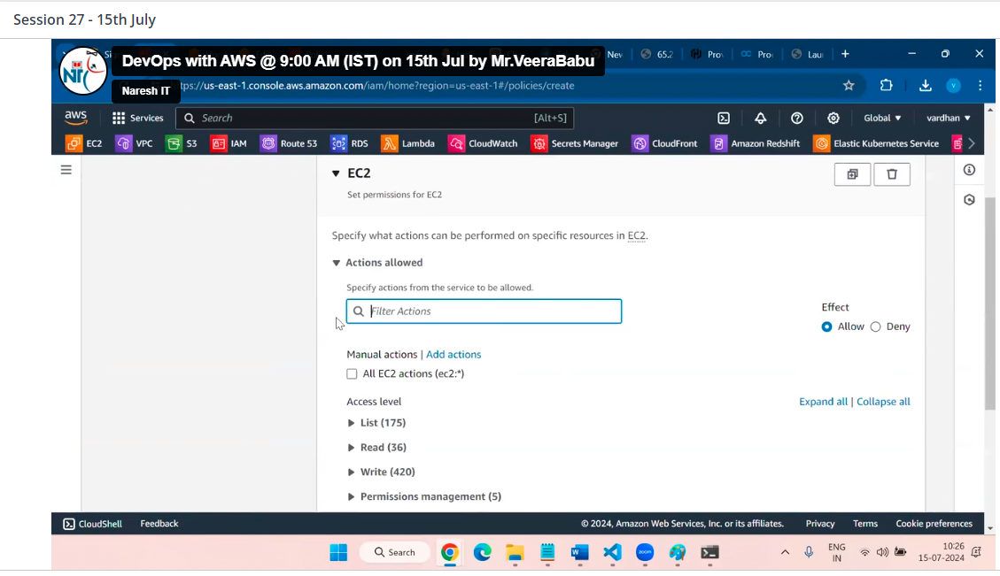 Session 27 - 15th July
DevOps with AWS @ 9:00 AM (IST) on 15th Jul by Mr.VeeraBabu
Nev
65.2
Pro
Pro
Lau
Naresh IT
tps://us-east-1.console.aws.amazon.com/iam/home?region=us-east-1#/policies/create
aws
Services
Search
[Alt+S]
Global
vardhan
EC2
VPC
S3
IAM
Route 53
RDS
Lambda
CloudWatch
Secrets Manager
CloudFront
Amazon Redshift
Elastic Kubernetes Service
EC2
Set permissions for EC2
Specify what actions can be performed on specific resources in EC2.
Actions allowed
Specify actions from the service to be allowed.
Filter Actions
Effect
Allow
Deny
Manual actions | Add actions
All EC2 actions (ec2:*)
Access level
Expand all | Collapse all
List (175)
Read (36)
Write (420)
Permissions management (5)
CloudShell
Feedback
© 2024, Amazon Web Services, Inc. or its affiliates.
Privacy
Terms
Cookie preferences
Search
zoom
ENG
IN
10:26
15-07-2024